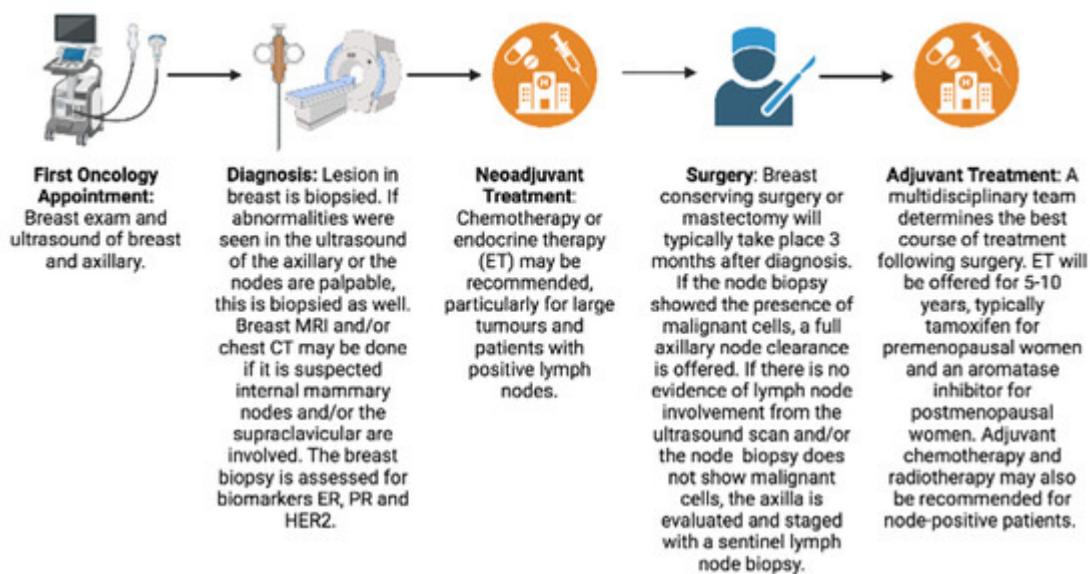 First Oncology
Appointment:
Breast exam and
ultrasound of breast
and axillary.
Diagnosis: Lesion in
breast is biopsied. If
abnormalities were
seen in the ultrasound
of the axillary or the
nodes are palpable,
this is biopsied as well.
Breast MRI and/or
chest CT may be done
if it is suspected
internal mammary
nodes and/or the
supraclavicular are
involved. The breast
biopsy is assessed for
biomarkers ER, PR and
HER2.
Neoadjuvant
Treatment:
Chemotherapy or
endocrine therapy
(ET) may be
recommended,
particularly for large
tumours and
patients with
positive lymph
nodes.
Surgery: Breast
conserving surgery or
mastectomy will
typically take place 3
months after diagnosis.
If the node biopsy
showed the presence of
malignant cells, a full
axillary node clearance
is offered. If there is no
evidence of lymph node
involvement from the
ultrasound scan and/or
the node biopsy does
not show malignant
cells, the axilla is
evaluated and staged
with a sentinel lymph
node biopsy.
Adjuvant Treatment: A
multidisciplinary team
determines the best
course of treatment
following surgery. ET will
be offered for 5-10
years, typically
tamoxifen for
premenopausal women
and an aromatase
inhibitor for
postmenopausal
women. Adjuvant
chemotherapy and
radiotherapy may also
be recommended for
node-positive patients.